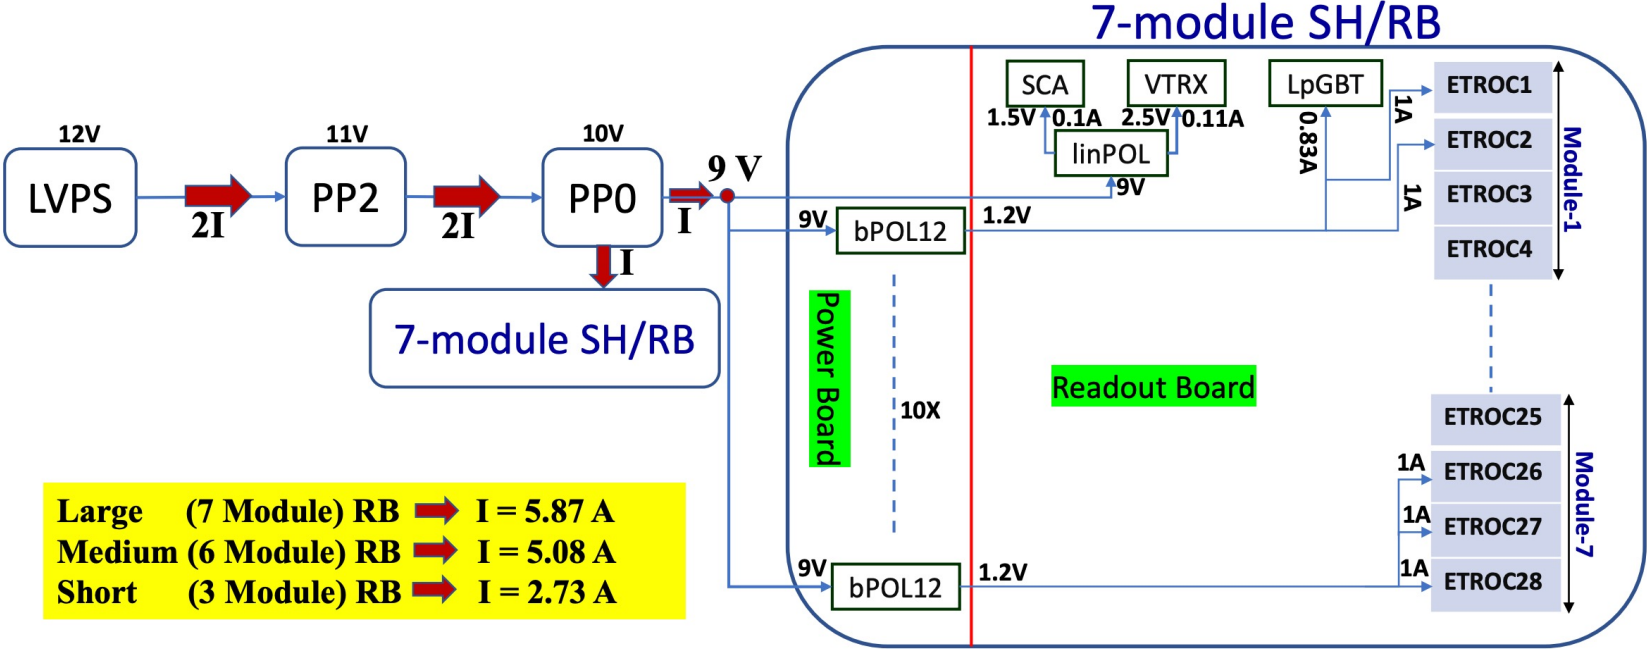 7-module SH/RB
12V
LVPS
2I
11V
PP2
2I
10V
PP0
I
9 V
I
7-module SH/RB
SCA
VTRX
LpGBT
1.5V
0.1A
2.5V
0.11A
linPOL
9V
0.83A
1A
1A
ETROC1
ETROC2
ETROC3
ETROC4
Module-1
9V
bPOL12
1.2V
Power Board
10X
Readout Board
9V
bPOL12
1.2V
1A
1A
1A
ETROC25
ETROC26
ETROC27
ETROC28
Module-7
Large (7 Module) RB I = 5.87 A
Medium (6 Module) RB I = 5.08 A
Short (3 Module) RB I = 2.73 A